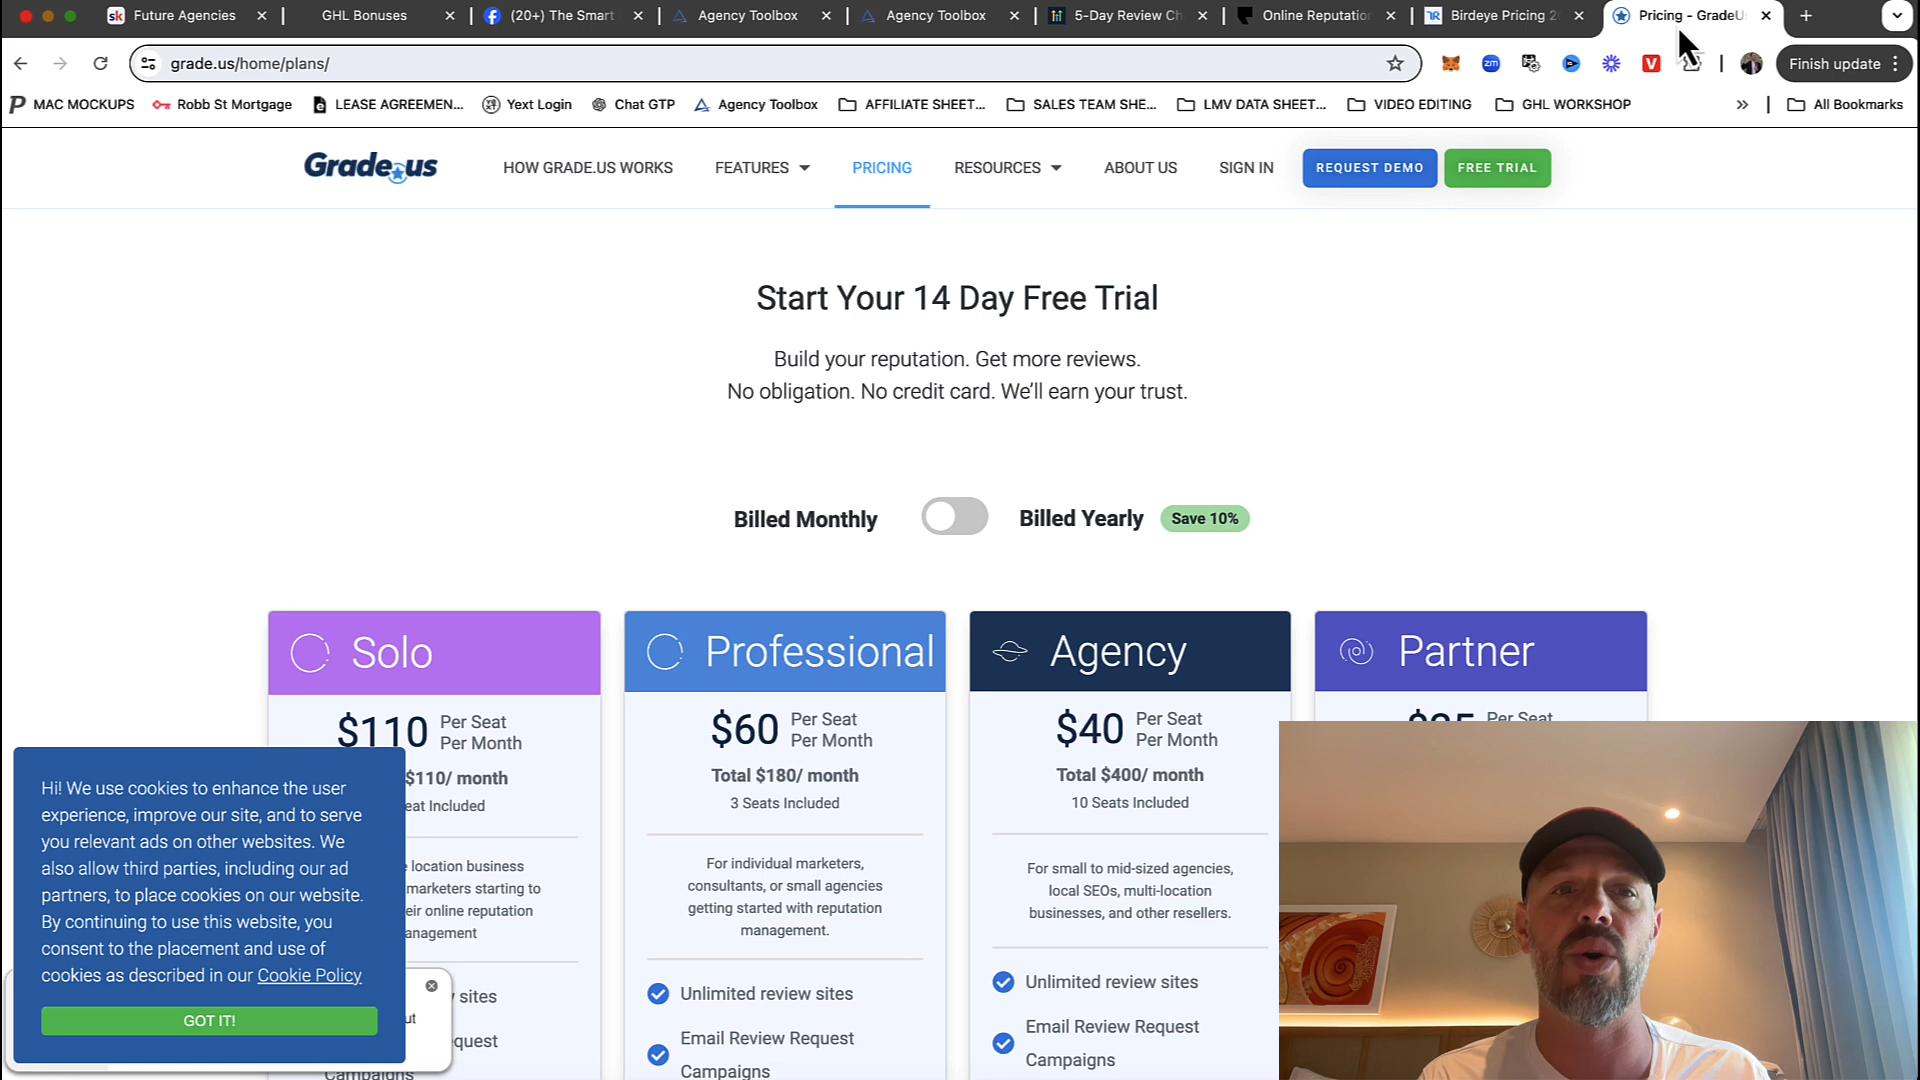 Future Agencies
GHL Bonuses
(20+) The Smart
Agency Toolbox
Agency Toolbox
5-Day Review Ch
Online Reputation
Birdeye Pricing 2
Pricing - GradeU
grade.us/home/plans/
Finish update
MAC MOCKUPS
Robb St Mortgage
LEASE AGREEMEN...
Yext Login
Chat GTP
Agency Toolbox
AFFILIATE SHEET...
SALES TEAM SHE...
LMV DATA SHEET...
VIDEO EDITING
GHL WORKSHOP
All Bookmarks
Grade.us
HOW GRADE.US WORKS
FEATURES
PRICING
RESOURCES
ABOUT US
SIGN IN
REQUEST DEMO
FREE TRIAL
Start Your 14 Day Free Trial
Build your reputation. Get more reviews.
No obligation. No credit card. We'll earn your trust.
Billed Monthly
Billed Yearly
Save 10%
Solo
$110 Per Seat
Per Month
$110/ month
eat Included
location business
marketers starting to
eir online reputation
anagement
sites
quest
Campaigns
Professional
$60 Per Seat
Per Month
Total $180/ month
3 Seats Included
For individual marketers,
consultants, or small agencies
getting started with reputation
management.
Unlimited review sites
Email Review Request
Campaigns
Agency
$40 Per Seat
Per Month
Total $400/ month
10 Seats Included
For small to mid-sized agencies,
local SEOs, multi-location
businesses, and other resellers.
Unlimited review sites
Email Review Request
Campaigns
Partner
Per Seat
Hi! We use cookies to enhance the user
experience, improve our site, and to serve
you relevant ads on other websites. We
also allow third parties, including our ad
partners, to place cookies on our website.
By continuing to use this website, you
consent to the placement and use of
cookies as described in our Cookie Policy
GOT IT!
ut